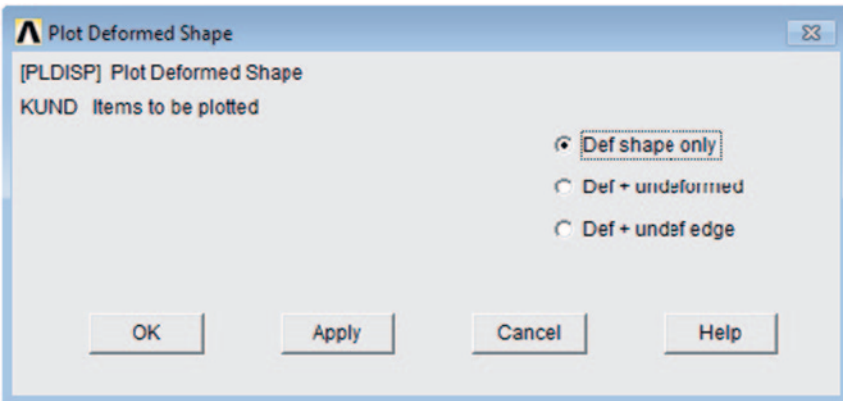 Plot Deformed Shape
[PLDISP] Plot Deformed Shape
KUND Items to be plotted
Def shape only
Def + undeformed
Def + undef edge
OK Apply Cancel Help